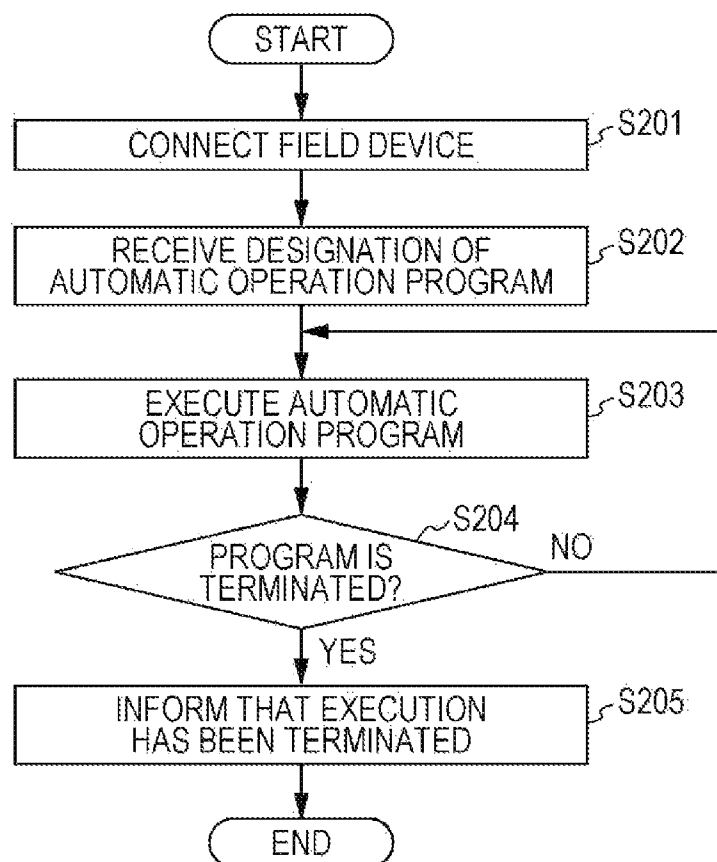 START
CONNECT FIELD DEVICE
S201
RECEIVE DESIGNATION OF
AUTOMATIC OPERATION PROGRAM
S202
EXECUTE AUTOMATIC
OPERATION PROGRAM
S203
S204
PROGRAM IS
TERMINATED?
NO
YES
INFORM THAT EXECUTION
HAS BEEN TERMINATED
S205
END